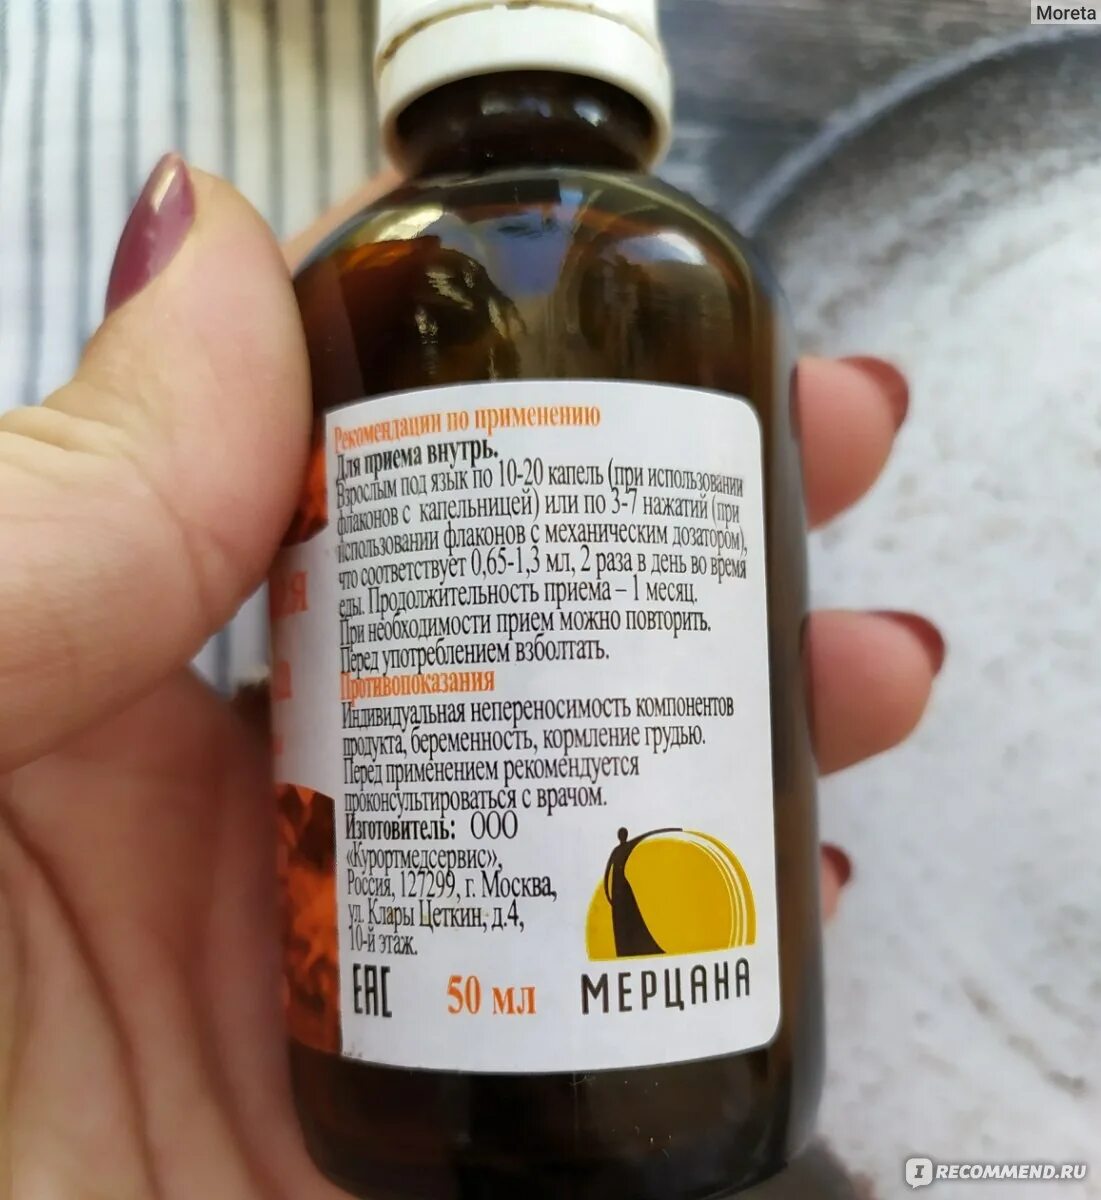 Moreta
Рекомендации по применению
Для приема внутрь.
Взрослым под язык по 10-20 капель (при использовании
флаконов с капельницей) или по 3-7 нажатий (при
использовании флаконов с механическим дозатором),
что соответствует 0,65-1,3 мл, 2 раза в день во время
еды. Продолжительность приема – 1 месяц.
При необходимости прием можно повторить.
Перед употреблением взболтать.
Противопоказания
Индивидуальная непереносимость компонентов
продукта, беременность, кормление грудью.
Перед применением рекомендуется
проконсультироваться с врачом.
Изготовитель: ООО
«Курортмедсервис»,
Россия, 127299, г. Москва,
ул. Клары Цеткин, д.4,
10-й этаж.
ЕАС
50 мл
МЕРЦАНА
IRECOMMEND.RU